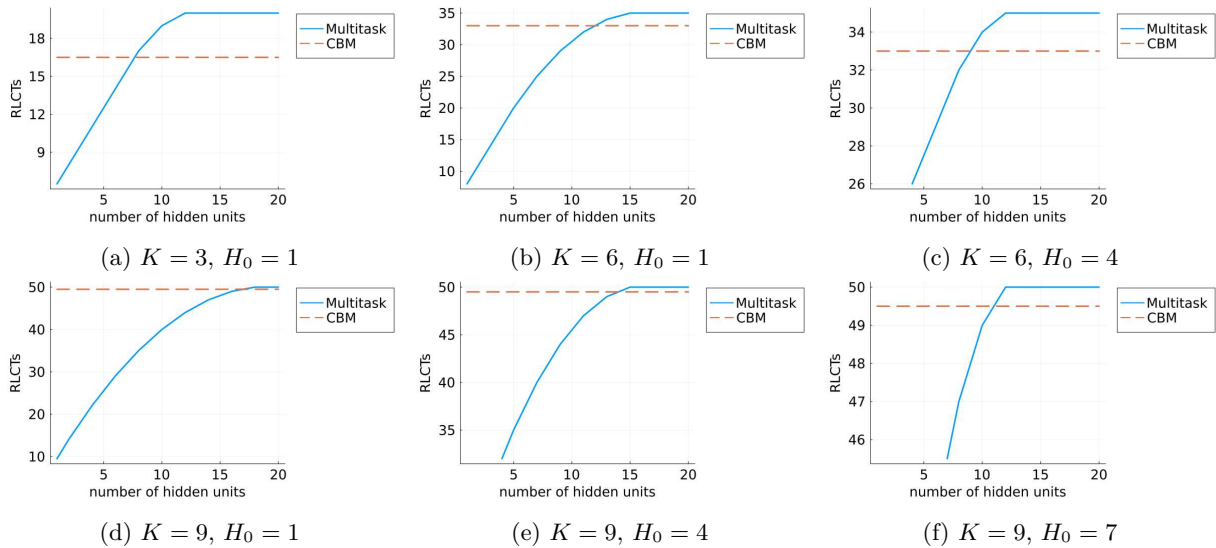 18
15
12
9
RLCTs
5 10 15 20
number of hidden units
Multitask
CBM
(a) K = 3, H₀ = 1
35
30
25
20
15
10
RLCTs
5 10 15 20
number of hidden units
Multitask
CBM
(b) K = 6, H₀ = 1
34
32
30
28
26
RLCTs
5 10 15 20
number of hidden units
Multitask
CBM
(c) K = 6, H₀ = 4
50
40
30
20
10
RLCTs
5 10 15 20
number of hidden units
Multitask
CBM
(d) K = 9, H₀ = 1
50
45
40
35
RLCTs
5 10 15 20
number of hidden units
Multitask
CBM
(e) K = 9, H₀ = 4
50
49
48
47
46
RLCTs
5 10 15 20
number of hidden units
Multitask
CBM
(f) K = 9, H₀ = 7